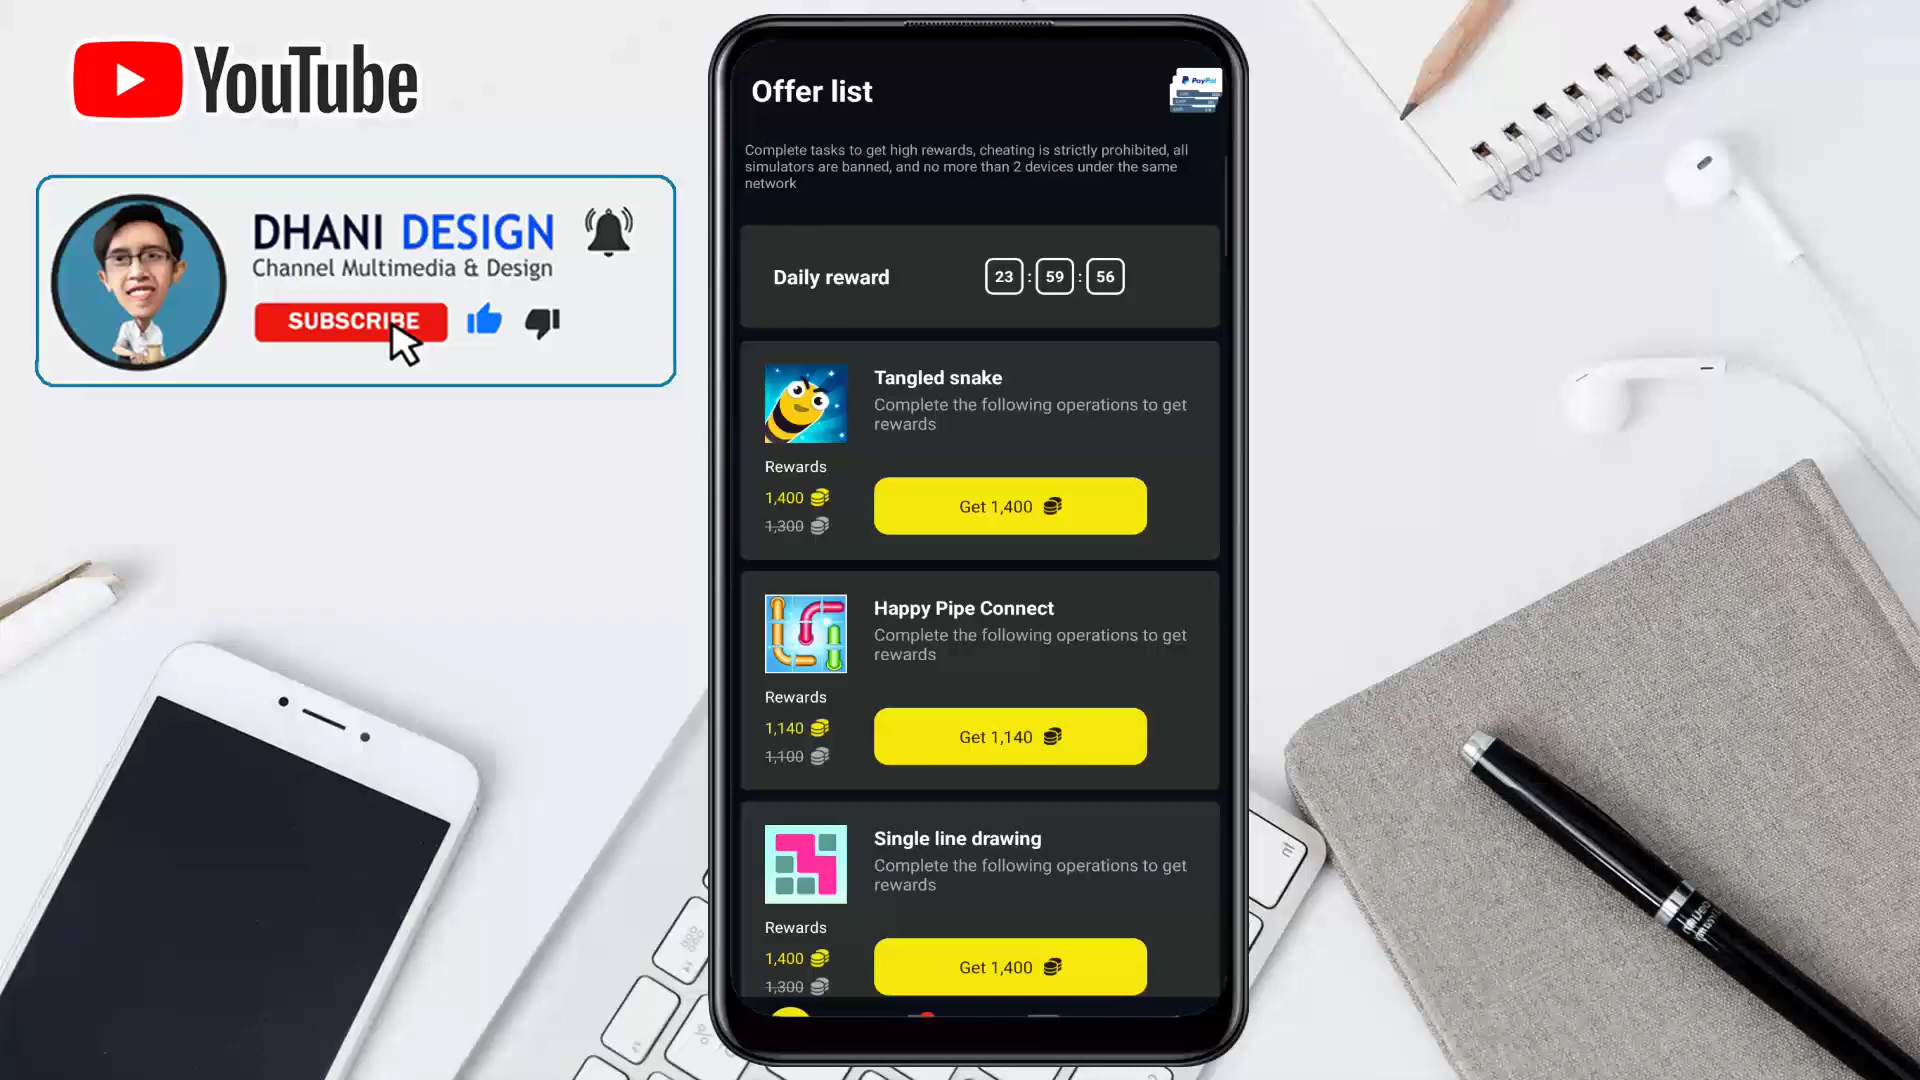 YouTube
DHANI DESIGN
Channel Multimedia & Design
SUBSCRIBE
Offer list
PayPal
Complete tasks to get high rewards, cheating is strictly prohibited, all
simulators are banned, and no more than 2 devices under the same
network
Daily reward
23 : 59 : 56
Tangled snake
Complete the following operations to get
rewards
Rewards
1,400
1,300
Get 1,400
Happy Pipe Connect
Complete the following operations to get
rewards
Rewards
1,140
1,100
Get 1,140
Single line drawing
Complete the following operations to get
rewards
Rewards
1,400
1,300
Get 1,400